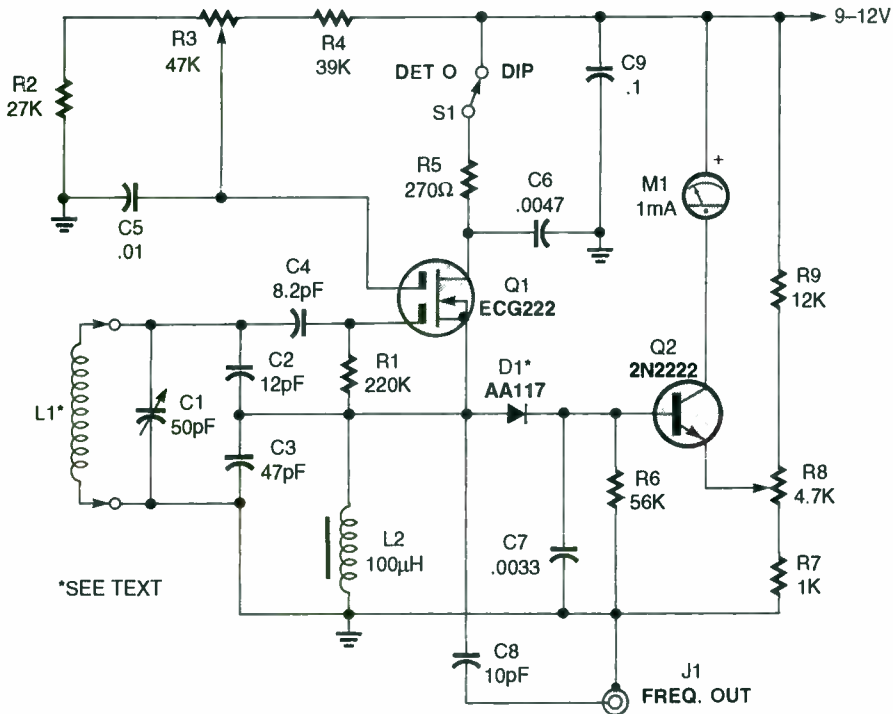 9–12V
R3
47K
R4
39K
R2
27K
DET O
DIP
S1
C9
.1
R5
270Ω
C6
.0047
M1
1mA
+
C5
.01
C4
8.2pF
Q1
ECG222
R9
12K
L1*
C1
50pF
C2
12pF
R1
220K
D1*
AA117
Q2
2N2222
C3
47pF
R6
56K
R8
4.7K
L2
100μH
C7
.0033
R7
1K
*SEE TEXT
C8
10pF
J1
FREQ. OUT